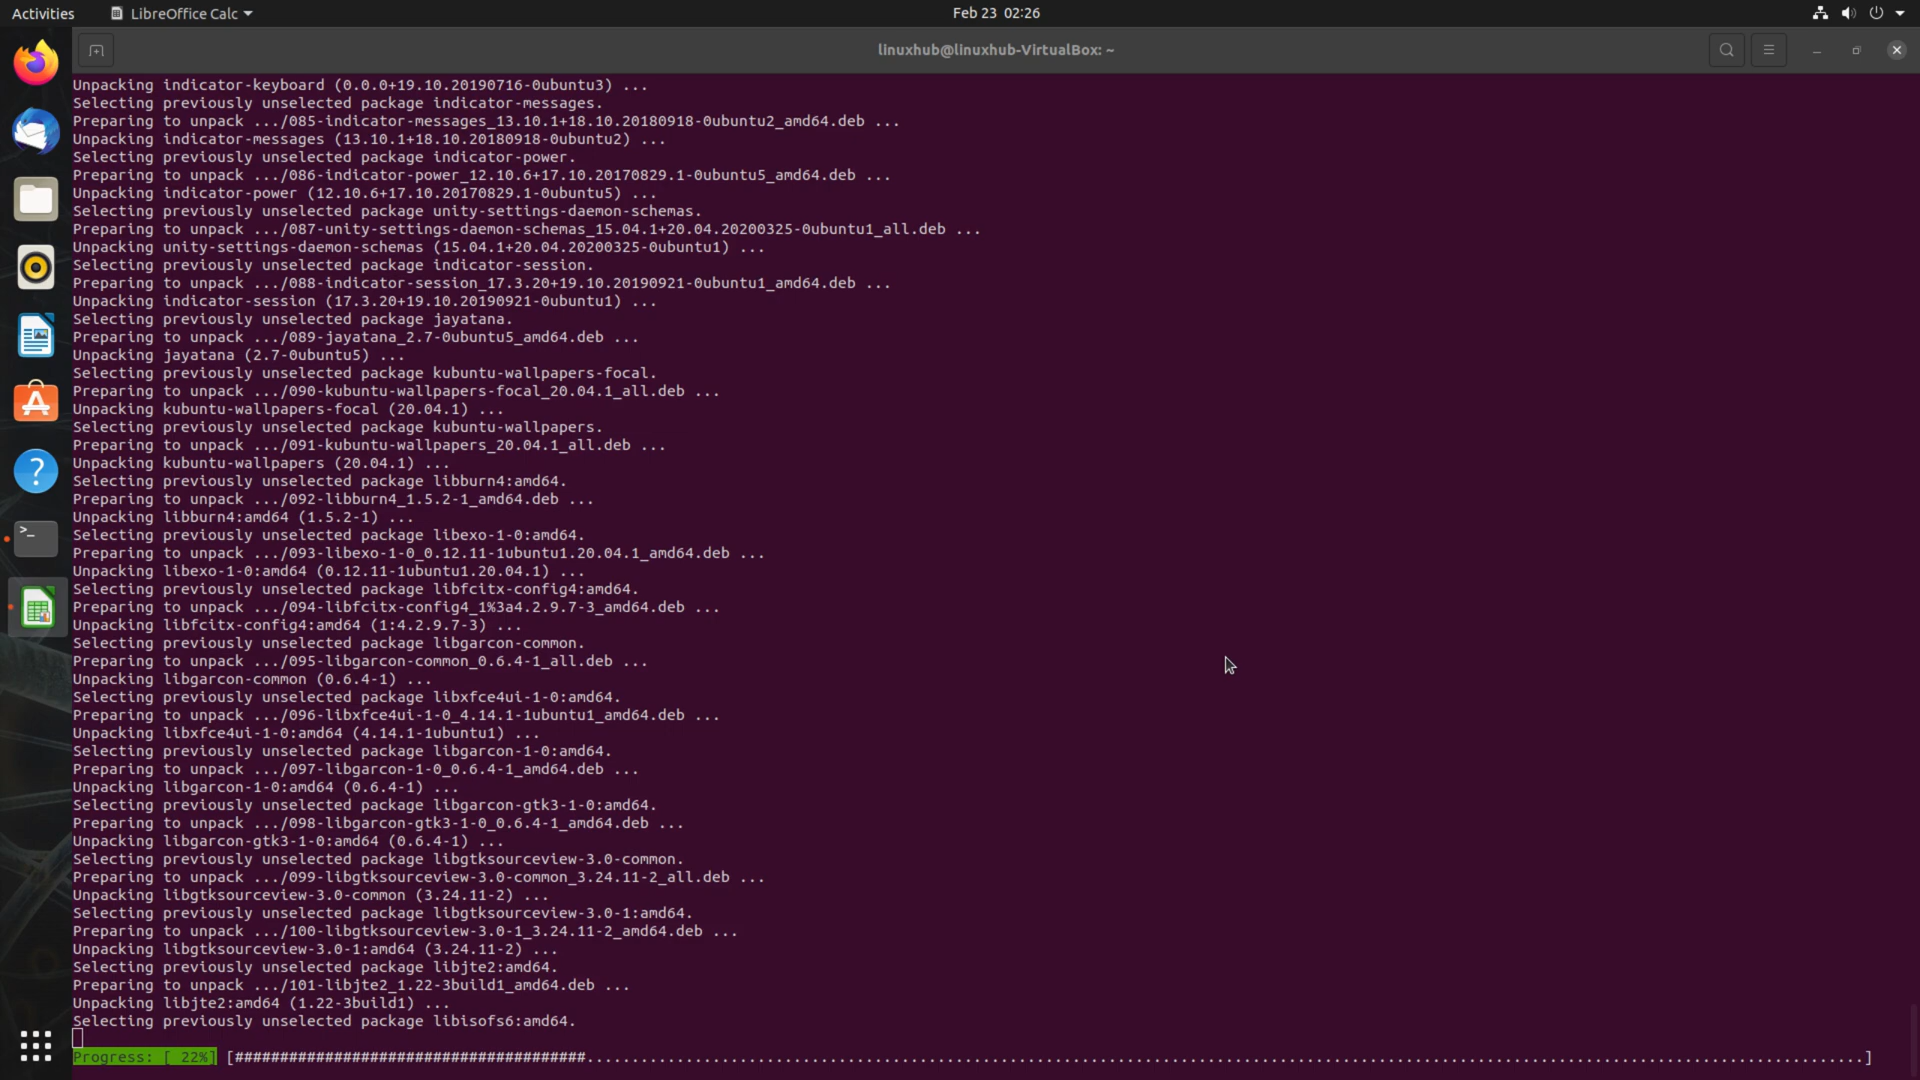 Activities LibreOffice Calc Feb 23 02:26
linuxhub@linuxhub-VirtualBox: ~
Unpacking indicator-keyboard (0.0.0+19.10.20190716-0ubuntu3) ...
Selecting previously unselected package indicator-messages.
Preparing to unpack .../085-indicator-messages_13.10.1+18.10.20180918-0ubuntu2_amd64.deb ...
Unpacking indicator-messages (13.10.1+18.10.20180918-0ubuntu2) ...
Selecting previously unselected package indicator-power.
Preparing to unpack .../086-indicator-power_12.10.6+17.10.20170829.1-0ubuntu5_amd64.deb ...
Unpacking indicator-power (12.10.6+17.10.20170829.1-0ubuntu5) ...
Selecting previously unselected package unity-settings-daemon-schemas.
Preparing to unpack .../087-unity-settings-daemon-schemas_15.04.1+20.04.20200325-0ubuntu1_all.deb ...
Unpacking unity-settings-daemon-schemas (15.04.1+20.04.20200325-0ubuntu1) ...
Selecting previously unselected package indicator-session.
Preparing to unpack .../088-indicator-session_17.3.20+19.10.20190921-0ubuntu1_amd64.deb ...
Unpacking indicator-session (17.3.20+19.10.20190921-0ubuntu1) ...
Selecting previously unselected package jayatana.
Preparing to unpack .../089-jayatana_2.7-0ubuntu5_amd64.deb ...
Unpacking jayatana (2.7-0ubuntu5) ...
Selecting previously unselected package kubuntu-wallpapers-focal.
Preparing to unpack .../090-kubuntu-wallpapers-focal_20.04.1_all.deb ...
Unpacking kubuntu-wallpapers-focal (20.04.1) ...
Selecting previously unselected package kubuntu-wallpapers.
Preparing to unpack .../091-kubuntu-wallpapers_20.04.1_all.deb ...
Unpacking kubuntu-wallpapers (20.04.1) ...
Selecting previously unselected package libburn4:amd64.
Preparing to unpack .../092-libburn4_1.5.2-1_amd64.deb ...
Unpacking libburn4:amd64 (1.5.2-1) ...
Selecting previously unselected package libexo-1-0:amd64.
Preparing to unpack .../093-libexo-1-0_0.12.11-1ubuntu1.20.04.1_amd64.deb ...
Unpacking libexo-1-0:amd64 (0.12.11-1ubuntu1.20.04.1) ...
Selecting previously unselected package libfcitx-config4:amd64.
Preparing to unpack .../094-libfcitx-config4_1%3a4.2.9.7-3_amd64.deb ...
Unpacking libfcitx-config4:amd64 (1:4.2.9.7-3) ...
Selecting previously unselected package libgarcon-common.
Preparing to unpack .../095-libgarcon-common_0.6.4-1_all.deb ...
Unpacking libgarcon-common (0.6.4-1) ...
Selecting previously unselected package libxfce4ui-1-0:amd64.
Preparing to unpack .../096-libxfce4ui-1-0_4.14.1-1ubuntu1_amd64.deb ...
Unpacking libxfce4ui-1-0:amd64 (4.14.1-1ubuntu1) ...
Selecting previously unselected package libgarcon-1-0:amd64.
Preparing to unpack .../097-libgarcon-1-0_0.6.4-1_amd64.deb ...
Unpacking libgarcon-1-0:amd64 (0.6.4-1) ...
Selecting previously unselected package libgarcon-gtk3-1-0:amd64.
Preparing to unpack .../098-libgarcon-gtk3-1-0_0.6.4-1_amd64.deb ...
Unpacking libgarcon-gtk3-1-0:amd64 (0.6.4-1) ...
Selecting previously unselected package libgtksourceview-3.0-common.
Preparing to unpack .../099-libgtksourceview-3.0-common_3.24.11-2_all.deb ...
Unpacking libgtksourceview-3.0-common (3.24.11-2) ...
Selecting previously unselected package libgtksourceview-3.0-1:amd64.
Preparing to unpack .../100-libgtksourceview-3.0-1_3.24.11-2_amd64.deb ...
Unpacking libgtksourceview-3.0-1:amd64 (3.24.11-2) ...
Selecting previously unselected package libjte2:amd64.
Preparing to unpack .../101-libjte2_1.22-3build1_amd64.deb ...
Unpacking libjte2:amd64 (1.22-3build1) ...
Selecting previously unselected package libisofs6:amd64.
Progress: [ 22%] [#######################################..............................................................................................................................................]